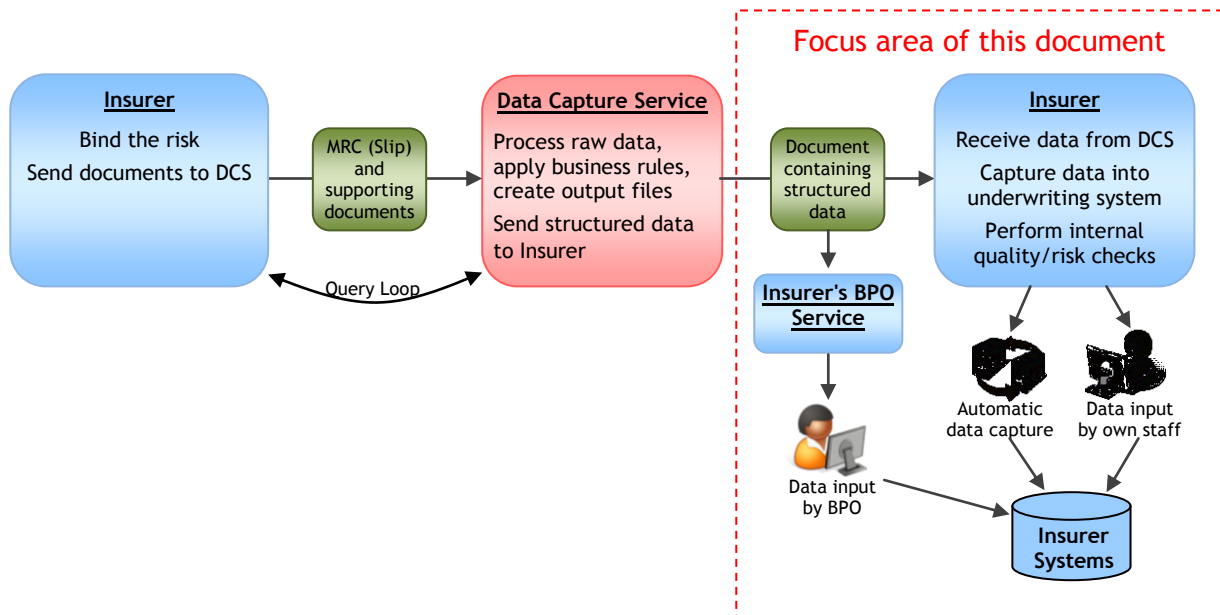 Focus area of this document
Insurer
Bind the risk
Send documents to DCS
MRC (Slip)
and
supporting
documents
Query Loop
Data Capture Service
Process raw data,
apply business rules,
create output files
Send structured data
to Insurer
Document
containing
structured
data
Insurer's BPO
Service
Data input
by BPO
Insurer
Receive data from DCS
Capture data into
underwriting system
Perform internal
quality/risk checks
Automatic
data capture
Data input
by own staff
Insurer
Systems